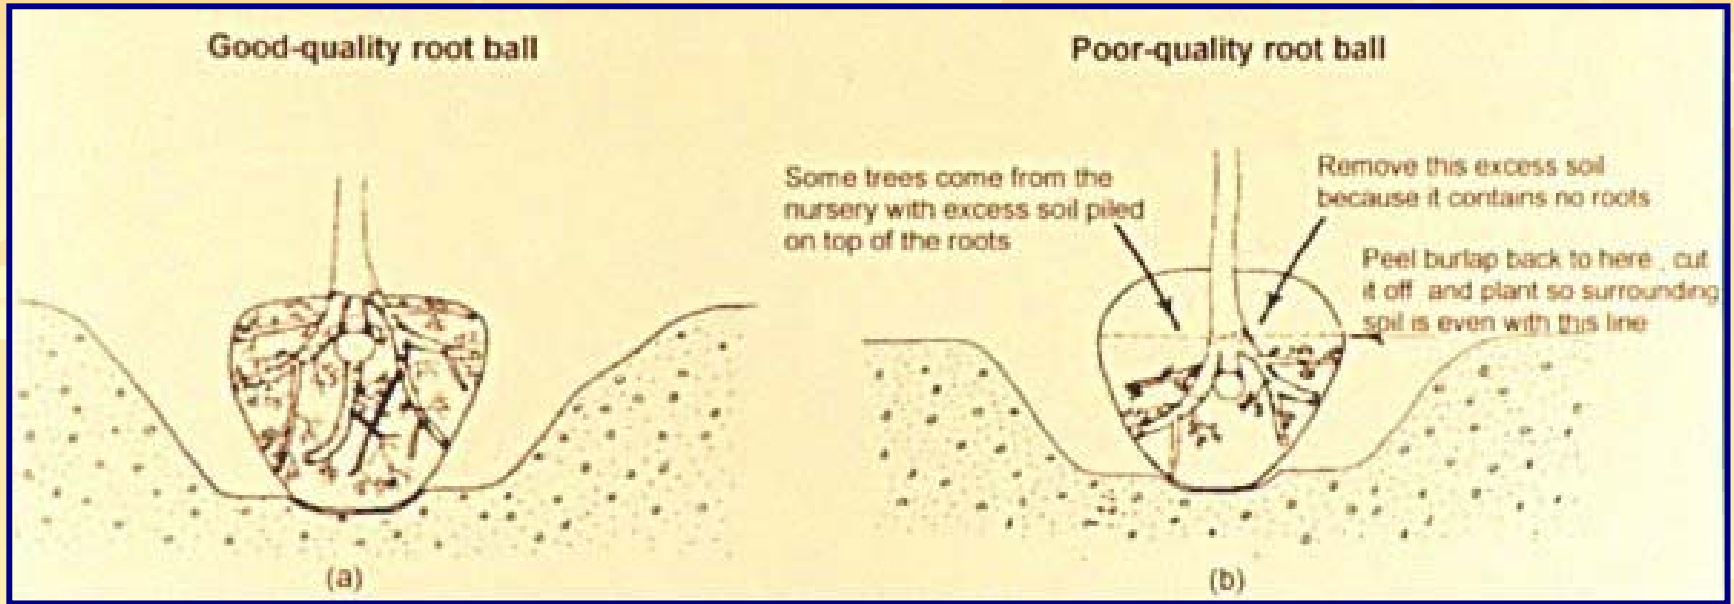 Good-quality root ball
Poor-quality root ball
Some trees come from the
nursery with excess soil piled
on top of the roots
Remove this excess soil
because it contains no roots
Peel burlap back to here , cut
it off and plant so surrounding
soil is even with this line
(a)
(b)